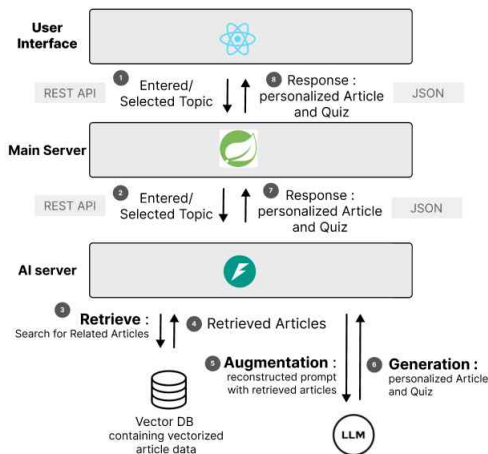 User
Interface
REST API
1 Entered/
Selected Topic
8 Response :
personalized Article
and Quiz
JSON
Main Server
REST API
2 Entered/
Selected Topic
7 Response :
personalized Article
and Quiz
JSON
AI server
3 Retrieve :
Search for Related Articles
4 Retrieved Articles
5 Augmentation :
reconstructed prompt
with retrieved articles
6 Generation :
personalized Article
and Quiz
Vector DB
containing vectorized
article data
LLM